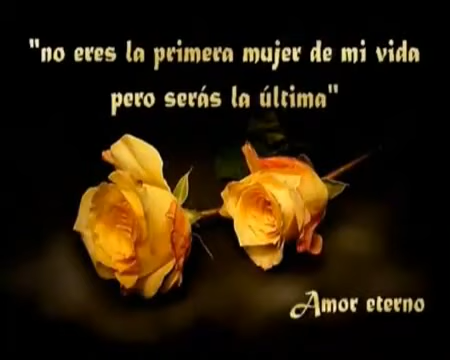 "no eres la primera mujer de mi vida
pero serás la última"
Amor eterno